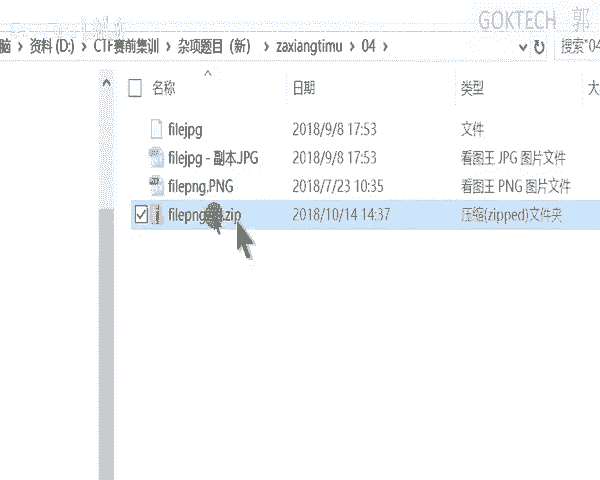 GOKTECH 郭
脑 › 资料 (D:) › CTF赛前集训 › 杂项题目（新） › zaxiangtimu › 04 › 搜索"04
名称 日期 类型 大
filejpg 2018/9/8 17:53 文件
filejpg - 副本.JPG 2018/9/8 17:53 看图王 JPG 图片文件
filepng.PNG 2018/7/23 10:35 看图王 PNG 图片文件
.zip 2018/10/14 14:37 压缩(zipped)文件夹